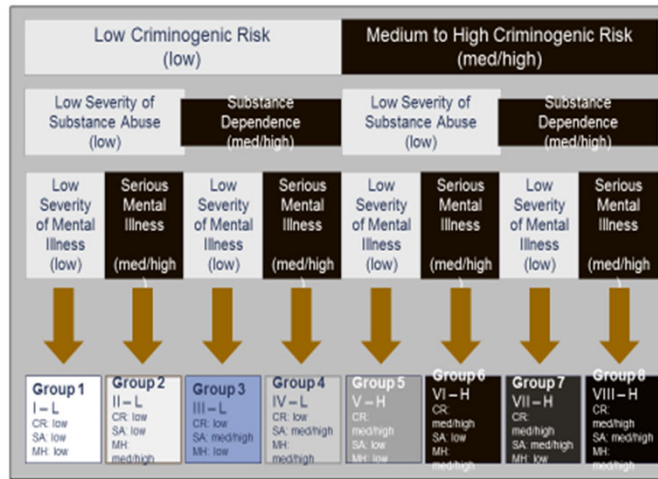 Low Criminogenic Risk
(low)
Medium to High Criminogenic Risk
(med/high)
Low Severity of
Substance Abuse
(low)
Substance
Dependence
(med/high)
Low Severity of
Substance Abuse
(low)
Substance
Dependence
(med/high)
Low
Severity
of Mental
Illness
(low)
Serious
Mental
Illness
(med/high)
Low
Severity
of Mental
Illness
(low)
Serious
Mental
Illness
(med/high)
Low
Severity
of Mental
Illness
(low)
Serious
Mental
Illness
(med/high)
Low
Severity
of Mental
Illness
(low)
Serious
Mental
Illness
(med/high)
Group 1
I – L
CR: low
SA: low
MH: low
Group 2
II – L
CR: low
SA: low
MH:
med/high
Group 3
III – L
CR: low
SA: med/high
MH: low
Group 4
IV – L
CR: low
SA: med/high
MH:
med/high
Group 5
V – H
CR:
med/high
SA: low
MH: low
Group 6
VI – H
CR:
med/high
SA: low
MH:
med/high
Group 7
VII – H
CR:
med/high
SA: med/high
MH: low
Group 8
VIII – H
CR:
med/high
SA: med/high
MH:
med/high